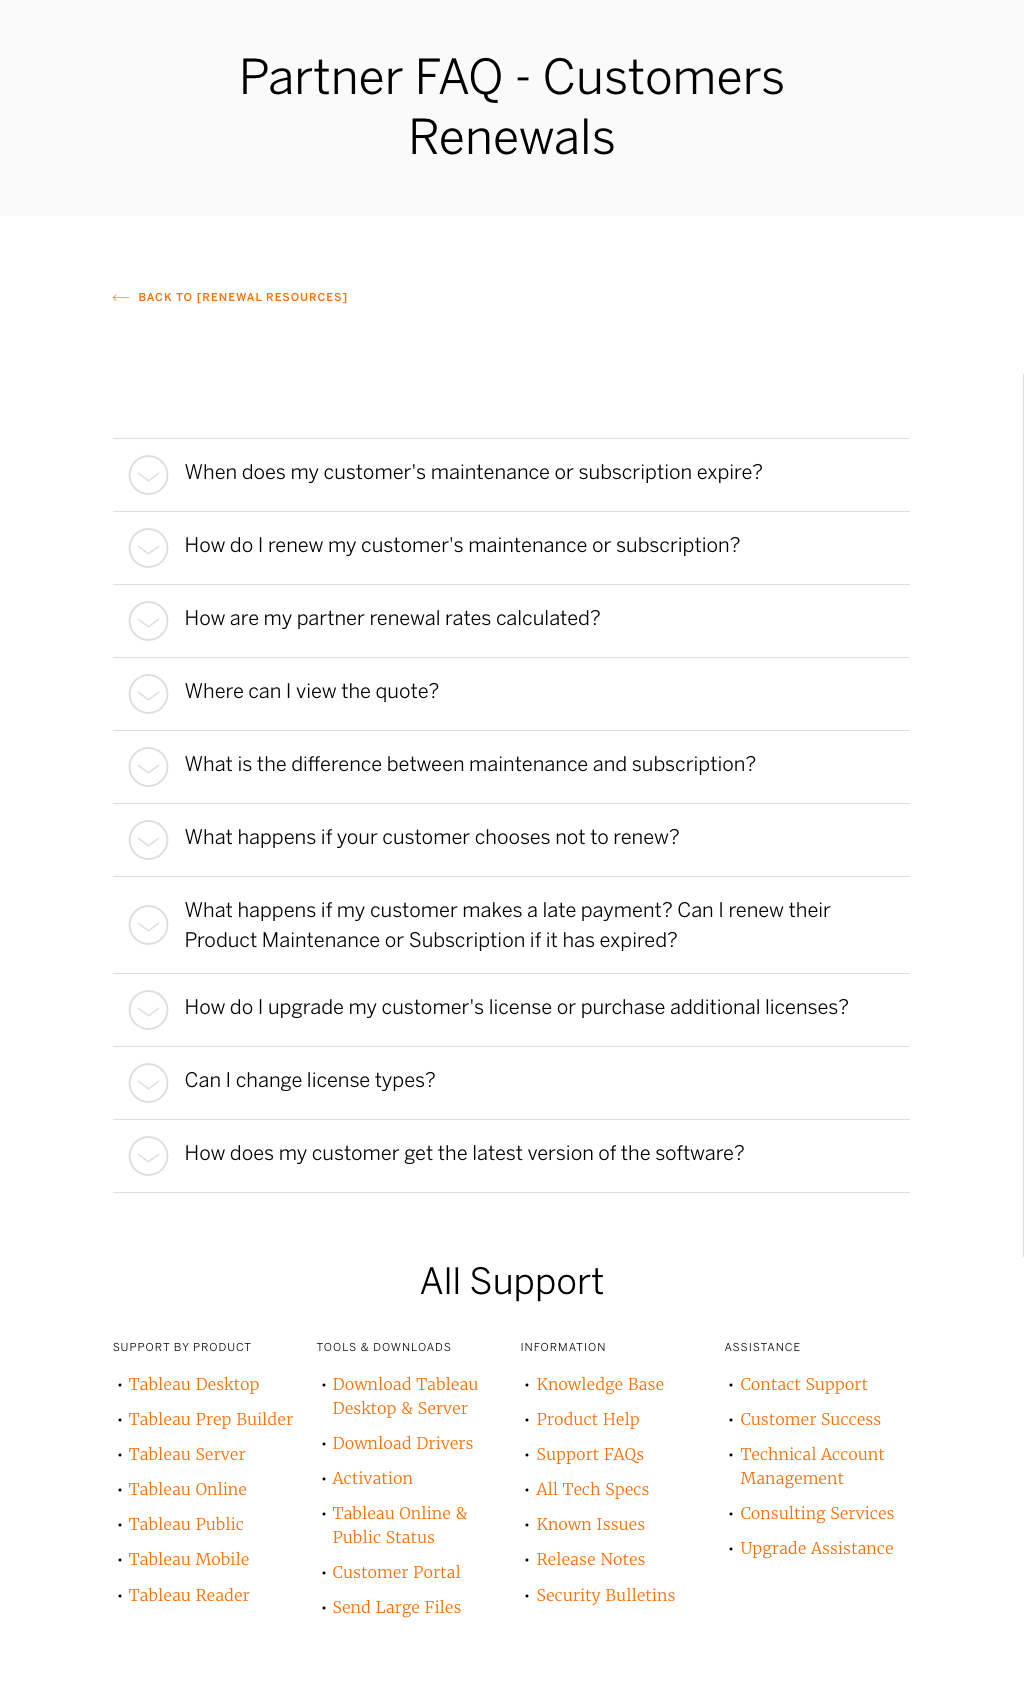 Partner FAQ - Customers
Renewals
BACK TO [RENEWAL RESOURCES]
When does my customer's maintenance or subscription expire?
How do I renew my customer's maintenance or subscription?
How are my partner renewal rates calculated?
Where can I view the quote?
What is the difference between maintenance and subscription?
What happens if your customer chooses not to renew?
What happens if my customer makes a late payment? Can I renew their
Product Maintenance or Subscription if it has expired?
How do I upgrade my customer's license or purchase additional licenses?
Can I change license types?
How does my customer get the latest version of the software?
All Support
SUPPORT BY PRODUCT
• Tableau Desktop
• Tableau Prep Builder
• Tableau Server
• Tableau Online
• Tableau Public
• Tableau Mobile
• Tableau Reader
TOOLS & DOWNLOADS
• Download Tableau
Desktop & Server
• Download Drivers
• Activation
• Tableau Online &
Public Status
• Customer Portal
• Send Large Files
INFORMATION
• Knowledge Base
• Product Help
• Support FAQs
• All Tech Specs
• Known Issues
• Release Notes
• Security Bulletins
ASSISTANCE
• Contact Support
• Customer Success
• Technical Account
Management
• Consulting Services
• Upgrade Assistance